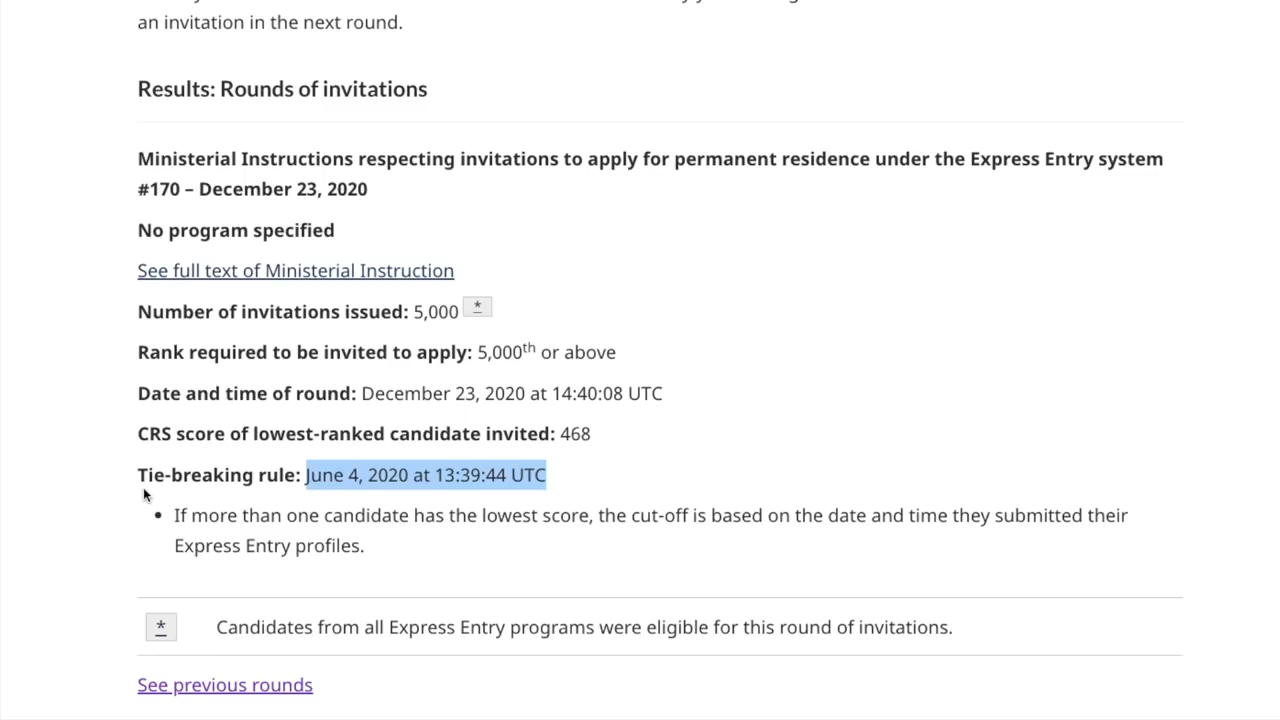 an invitation in the next round.
Results: Rounds of invitations
Ministerial Instructions respecting invitations to apply for permanent residence under the Express Entry system
#170 – December 23, 2020
No program specified
See full text of Ministerial Instruction
Number of invitations issued: 5,000 *
Rank required to be invited to apply: 5,000th or above
Date and time of round: December 23, 2020 at 14:40:08 UTC
CRS score of lowest-ranked candidate invited: 468
Tie-breaking rule: June 4, 2020 at 13:39:44 UTC
• If more than one candidate has the lowest score, the cut-off is based on the date and time they submitted their
Express Entry profiles.
* Candidates from all Express Entry programs were eligible for this round of invitations.
See previous rounds